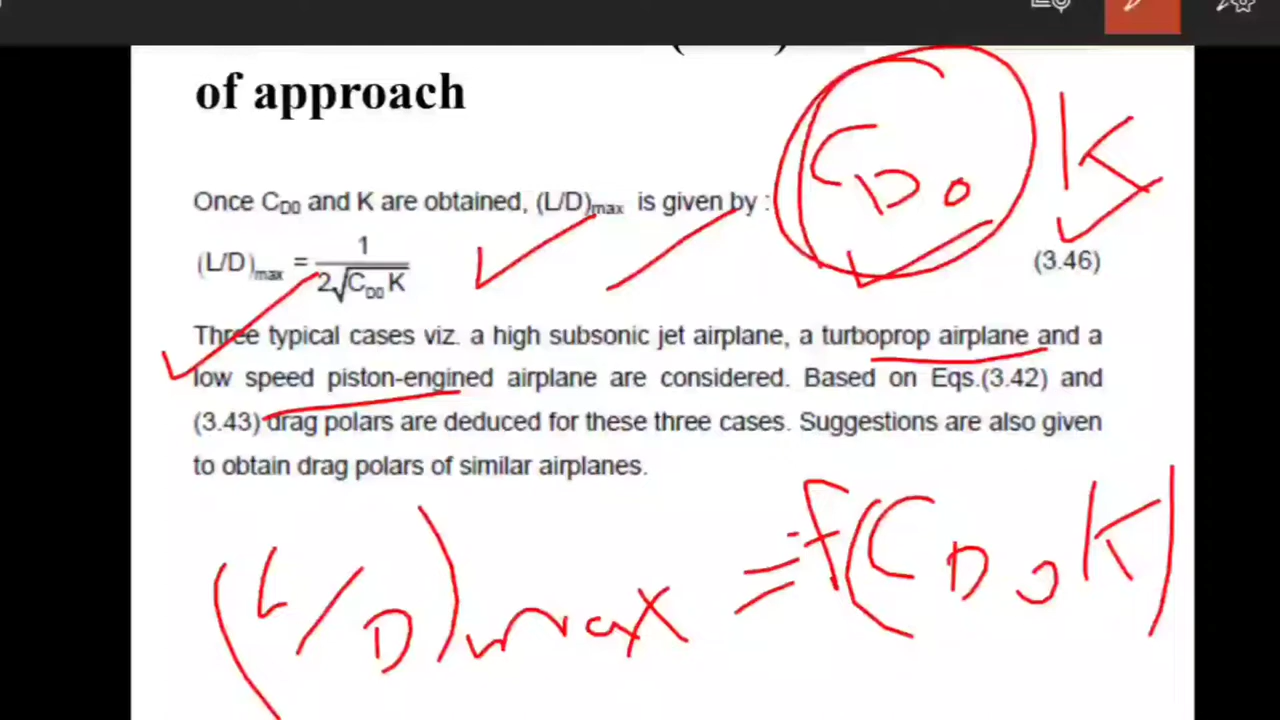 of approach
C D0 K
Once CD0 and K are obtained, (L/D)max is given by :
(L/D)max = 1 / 2√CD0 K (3.46)
Three typical cases viz. a high subsonic jet airplane, a turboprop airplane and a
low speed piston-engined airplane are considered. Based on Eqs.(3.42) and
(3.43) drag polars are deduced for these three cases. Suggestions are also given
to obtain drag polars of similar airplanes.
(L/D)max = f(CD0 K)